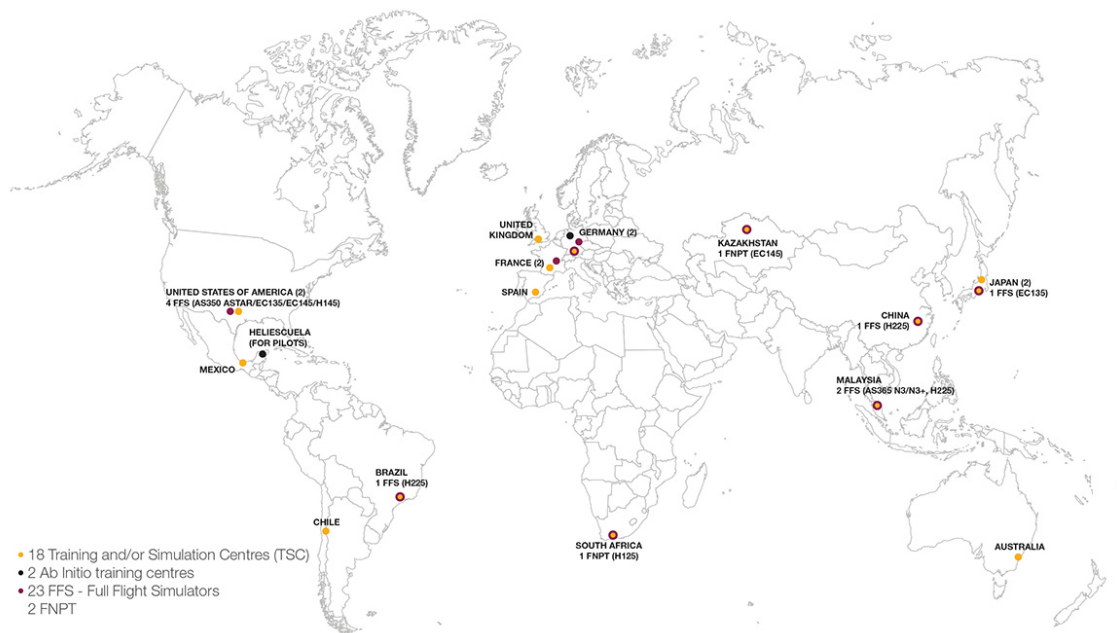 UNITED
KINGDOM
GERMANY (2)
FRANCE (2)
SPAIN
KAZAKHSTAN
1 FNPT (EC145)
JAPAN (2)
1 FFS (EC135)
CHINA
1 FFS (H225)
MALAYSIA
2 FFS (AS365 N3/N3+, H225)
UNITED STATES OF AMERICA (2)
4 FFS (AS350 ASTAR/EC135/EC145/H145)
HELIESCUELA
(FOR PILOTS)
MEXICO
BRAZIL
1 FFS (H225)
CHILE
SOUTH AFRICA
1 FNPT (H125)
AUSTRALIA
18 Training and/or Simulation Centres (TSC)
2 Ab Initio training centres
23 FFS - Full Flight Simulators
2 FNPT